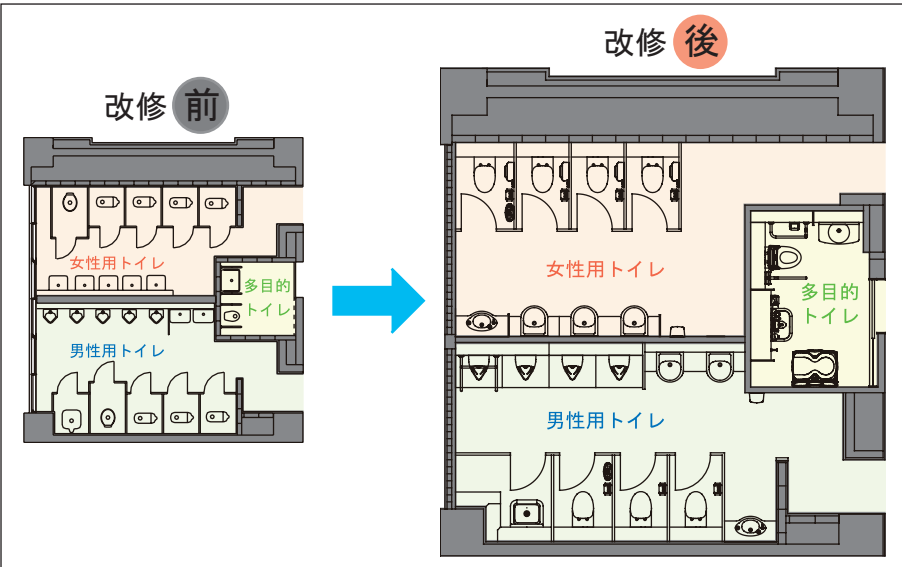 改修 前
女性用トイレ
多目的
トイレ
男性用トイレ
改修 後
女性用トイレ
多目的
トイレ
男性用トイレ